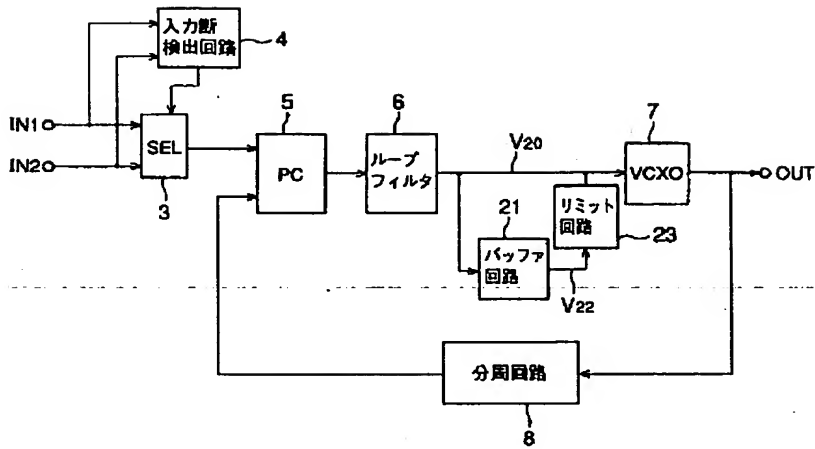 入力断
検出回路
4
IN1
IN2
SEL
3
5
PC
6
ループ
フィルタ
V20
7
VCXO
OUT
21
バッファ
回路
V22
リミット
回路
23
分周回路
8